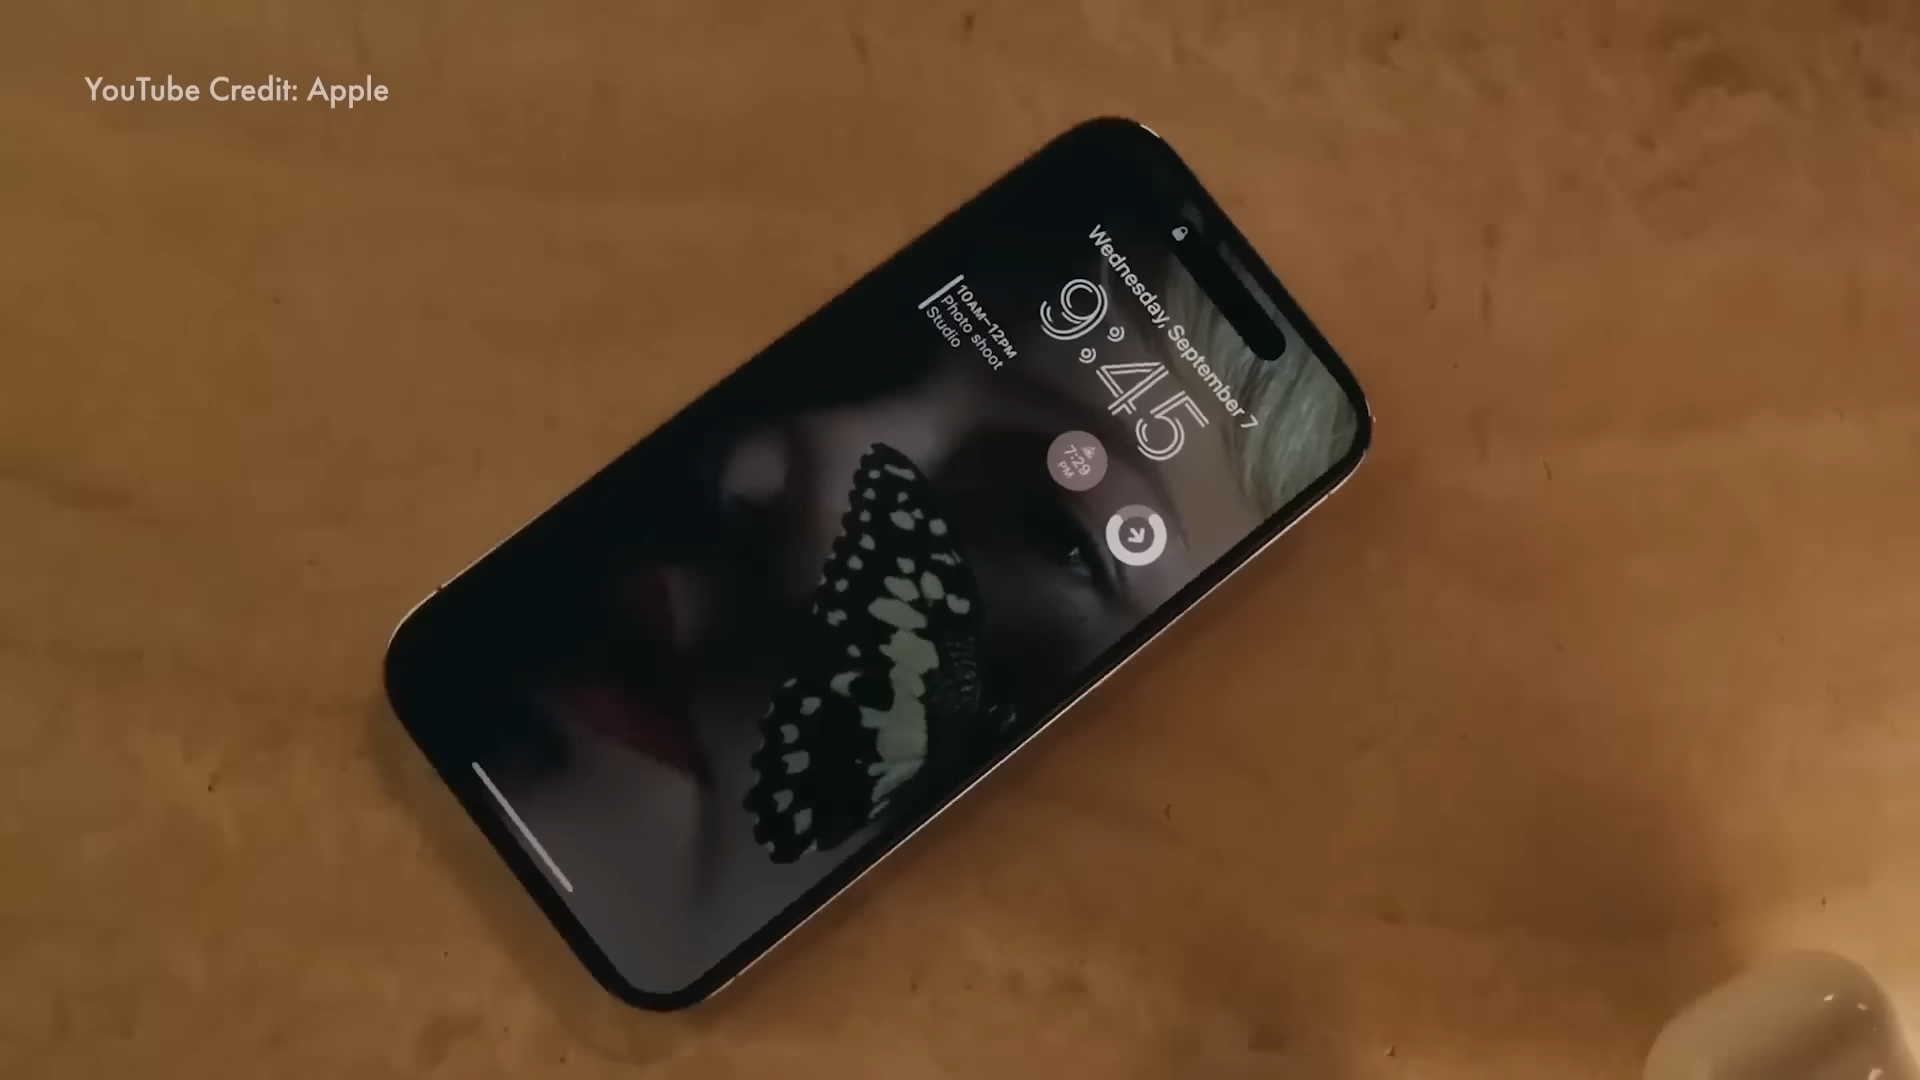 YouTube Credit: Apple
Wednesday, September 7
9:45
7:29
PM
10AM–12PM
Photo shoot
Studio